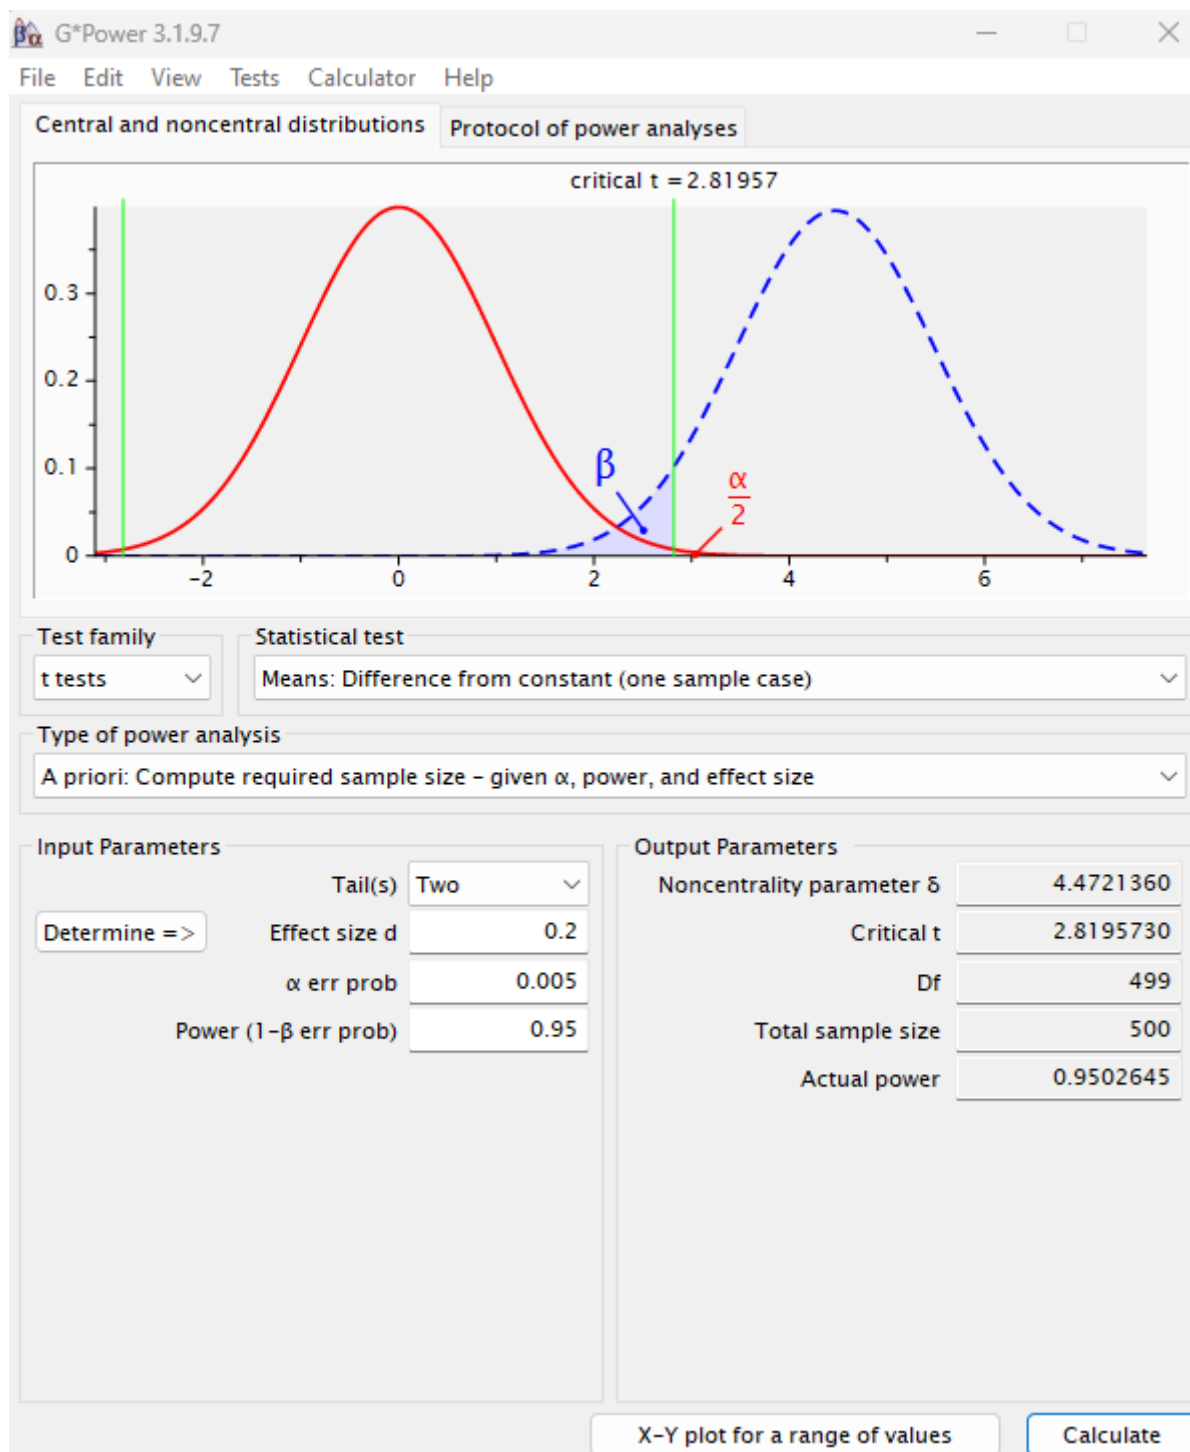 G*Power 3.1.9.7
File Edit View Tests Calculator Help
Central and noncentral distributions Protocol of power analyses
critical t = 2.81957
0.3
0.2
0.1
0
β
α
2
-2 0 2 4 6
Test family Statistical test
t tests Means: Difference from constant (one sample case)
Type of power analysis
A priori: Compute required sample size - given α, power, and effect size
Input Parameters
Tail(s) Two
Determine => Effect size d 0.2
α err prob 0.005
Power (1-β err prob) 0.95
Output Parameters
Noncentrality parameter δ 4.4721360
Critical t 2.8195730
Df 499
Total sample size 500
Actual power 0.9502645
X-Y plot for a range of values Calculate